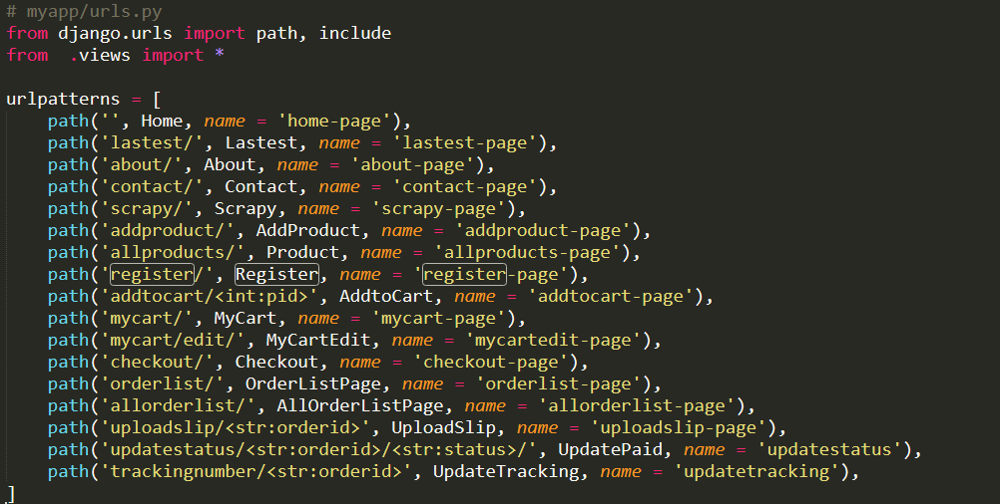 # myapp/urls.py
from django.urls import path, include
from  .views import *
urlpatterns = [
    path('', Home, name = 'home-page'),
    path('lastest/', Lastest, name = 'lastest-page'),
    path('about/', About, name = 'about-page'),
    path('contact/', Contact, name = 'contact-page'),
    path('scrapy/', Scrapy, name = 'scrapy-page'),
    path('addproduct/', AddProduct, name = 'addproduct-page'),
    path('allproducts/', Product, name = 'allproducts-page'),
    path('register/', Register, name = 'register-page'),
    path('addtocart/<int:pid>', AddtoCart, name = 'addtocart-page'),
    path('mycart/', MyCart, name = 'mycart-page'),
    path('mycart/edit/', MyCartEdit, name = 'mycartedit-page'),
    path('checkout/', Checkout, name = 'checkout-page'),
    path('orderlist/', OrderListPage, name = 'orderlist-page'),
    path('allorderlist/', AllOrderListPage, name = 'allorderlist-page'),
    path('uploadslip/<str:orderid>', UploadSlip, name = 'uploadslip-page'),
    path('updatestatus/<str:orderid>/<str:status>/', UpdatePaid, name = 'updatestatus'),
    path('trackingnumber/<str:orderid>', UpdateTracking, name = 'updatetracking'),
]